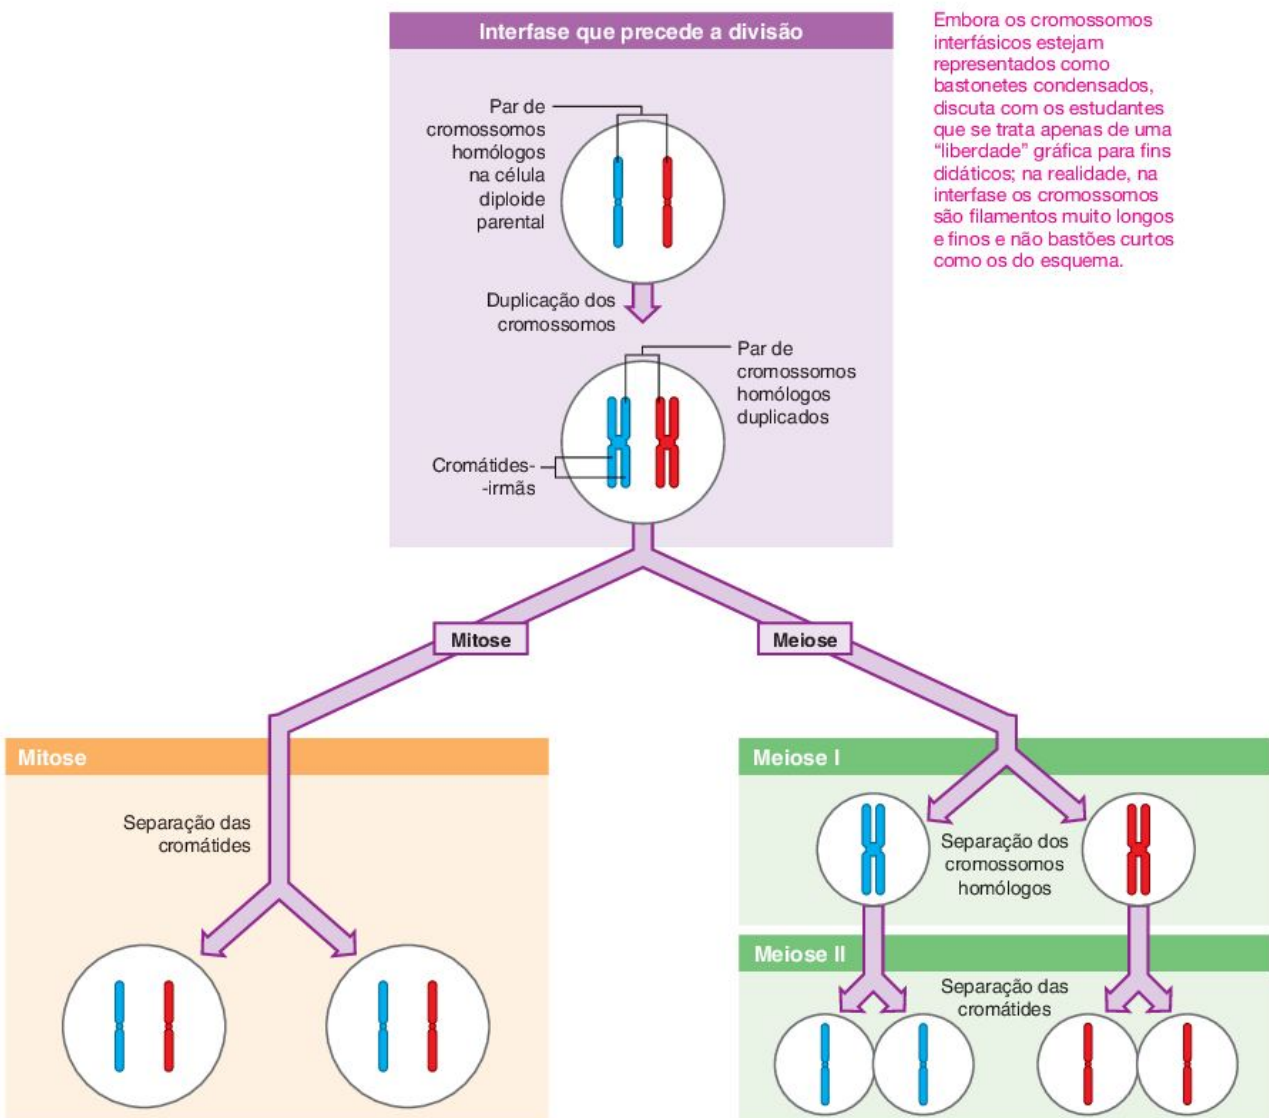 Interfase que precede a divisão
Embora os cromossomos
interfásicos estejam
representados como
bastonetes condensados,
discuta com os estudantes
que se trata apenas de uma
“liberdade” gráfica para fins
didáticos; na realidade, na
interfase os cromossomos
são filamentos muito longos
e finos e não bastões curtos
como os do esquema.
Par de
cromossomos
homólogos
na célula
diploide
parental
Duplicação dos
cromossomos
Par de
cromossomos
homólogos
duplicados
Cromátides-
-irmãs
Mitose
Meiose
Mitose
Separação das
cromátides
Meiose I
Separação dos
cromossomos
homólogos
Meiose II
Separação das
cromátides